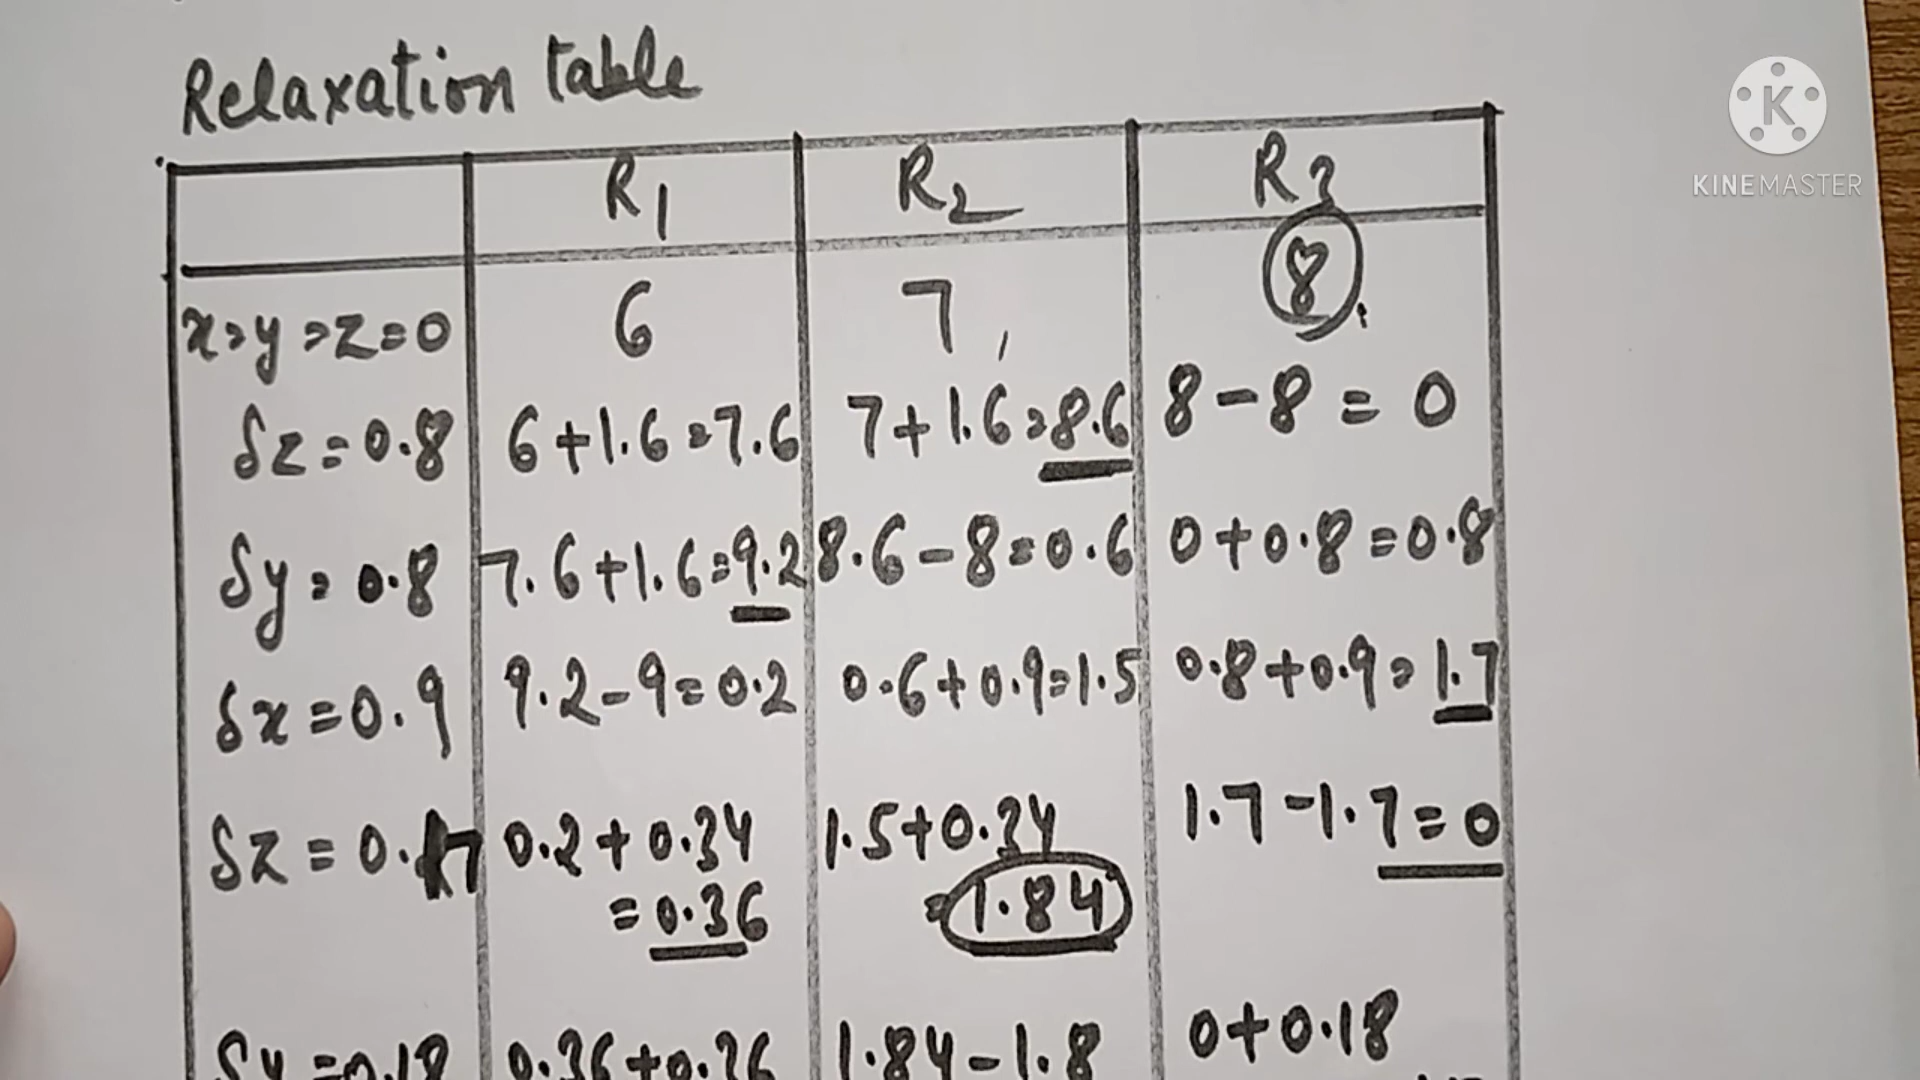 Relaxation table
K
KINEMASTER
R1 R2 R3
x=y=z=0 6 7, 8
δz=0.8 6+1.6=7.6 7+1.6=8.6 8-8=0
δy=0.8 7.6+1.6=9.2 8.6-8=0.6 0+0.8=0.8
δx=0.9 9.2-9=0.2 0.6+0.9=1.5 0.8+0.9=1.7
δz=0.17 0.2+0.34 1.5+0.34 1.7-1.7=0
=0.36 =1.84
δy=0.18 0.36+0.36 1.84-1.8 0+0.18